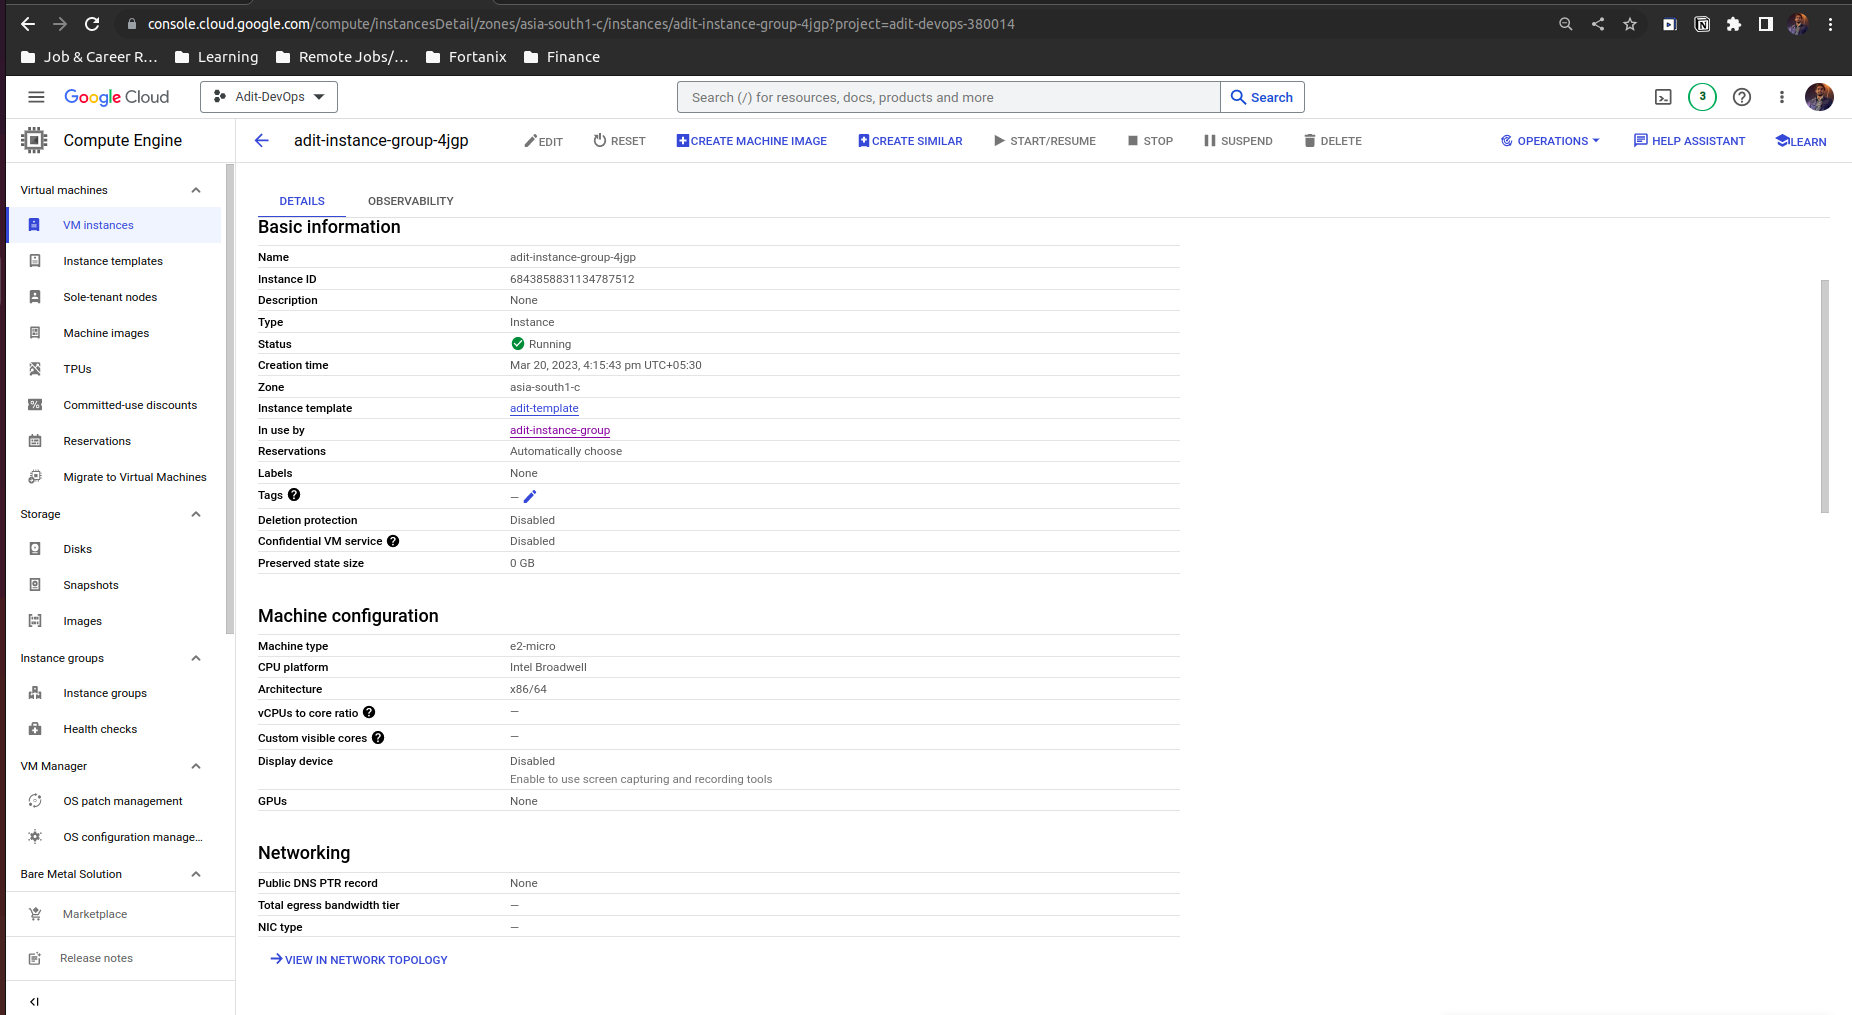 console.cloud.google.com/compute/instancesDetail/zones/asia-south1-c/instances/adit-instance-group-4jgp?project=adit-devops-380014
Job & Career R... Learning Remote Jobs/... Fortanix Finance
Google Cloud Adit-DevOps Search (/) for resources, docs, products and more Search 3
Compute Engine adit-instance-group-4jgp EDIT RESET CREATE MACHINE IMAGE CREATE SIMILAR START/RESUME STOP SUSPEND DELETE OPERATIONS HELP ASSISTANT LEARN
Virtual machines
VM instances
Instance templates
Sole-tenant nodes
Machine images
TPUs
Committed-use discounts
Reservations
Migrate to Virtual Machines
Storage
Disks
Snapshots
Images
Instance groups
Instance groups
Health checks
VM Manager
OS patch management
OS configuration manage...
Bare Metal Solution
Marketplace
Release notes
DETAILS OBSERVABILITY
Basic information
Name adit-instance-group-4jgp
Instance ID 6843858831134787512
Description None
Type Instance
Status Running
Creation time Mar 20, 2023, 4:15:43 pm UTC+05:30
Zone asia-south1-c
Instance template adit-template
In use by adit-instance-group
Reservations Automatically choose
Labels None
Tags —
Deletion protection Disabled
Confidential VM service Disabled
Preserved state size 0 GB
Machine configuration
Machine type e2-micro
CPU platform Intel Broadwell
Architecture x86/64
vCPUs to core ratio —
Custom visible cores —
Display device Disabled
Enable to use screen capturing and recording tools
GPUs None
Networking
Public DNS PTR record None
Total egress bandwidth tier —
NIC type —
VIEW IN NETWORK TOPOLOGY